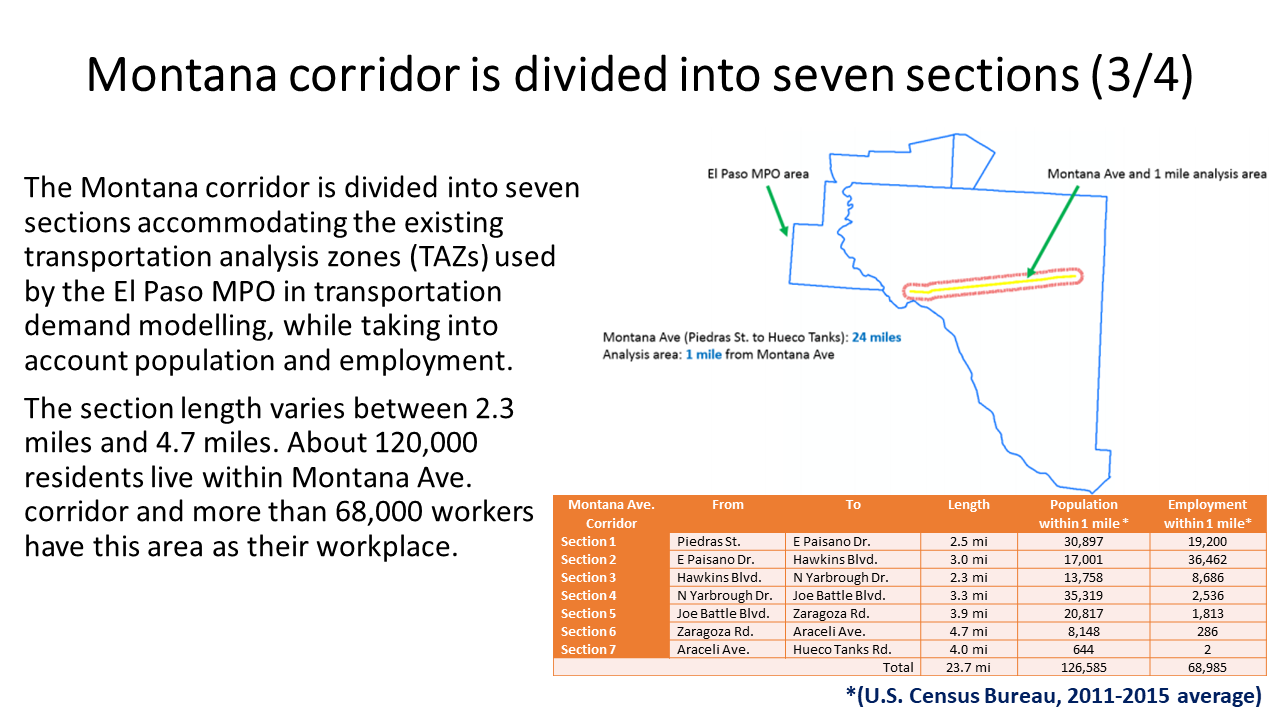 Montana corridor is divided into seven sections (3/4)
The Montana corridor is divided into seven
sections accommodating the existing
transportation analysis zones (TAZs) used
by the El Paso MPO in transportation
demand modelling, while taking into
account population and employment.
The section length varies between 2.3
miles and 4.7 miles. About 120,000
residents live within Montana Ave.
corridor and more than 68,000 workers
have this area as their workplace.
El Paso MPO area
Montana Ave and 1 mile analysis area
Montana Ave (Piedras St. to Hueco Tanks): 24 miles
Analysis area: 1 mile from Montana Ave
Montana Ave. Corridor From To Length Population within 1 mile * Employment within 1 mile*
Section 1 Piedras St. E Paisano Dr. 2.5 mi 30,897 19,200
Section 2 E Paisano Dr. Hawkins Blvd. 3.0 mi 17,001 36,462
Section 3 Hawkins Blvd. N Yarbrough Dr. 2.3 mi 13,758 8,686
Section 4 N Yarbrough Dr. Joe Battle Blvd. 3.3 mi 35,319 2,536
Section 5 Joe Battle Blvd. Zaragoza Rd. 3.9 mi 20,817 1,813
Section 6 Zaragoza Rd. Araceli Ave. 4.7 mi 8,148 286
Section 7 Araceli Ave. Hueco Tanks Rd. 4.0 mi 644 2
Total 23.7 mi 126,585 68,985
*(U.S. Census Bureau, 2011-2015 average)